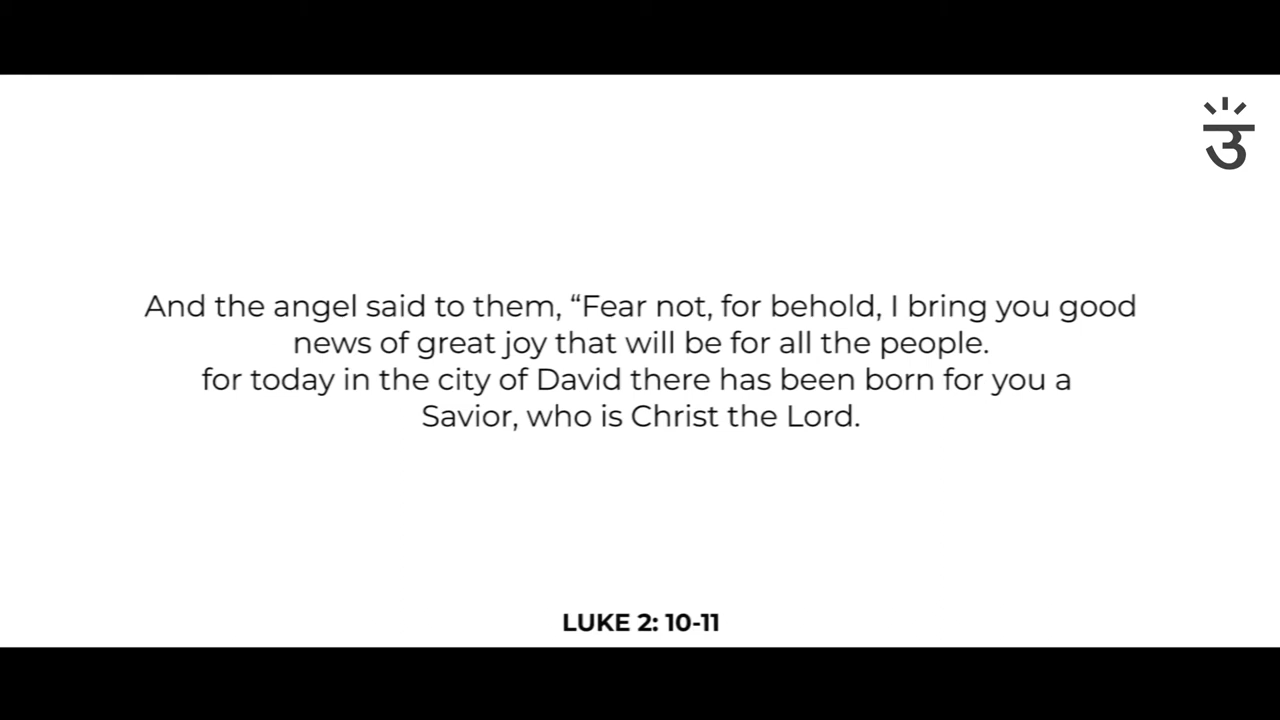 उ
And the angel said to them, “Fear not, for behold, I bring you good
news of great joy that will be for all the people.
for today in the city of David there has been born for you a
Savior, who is Christ the Lord.
LUKE 2: 10-11